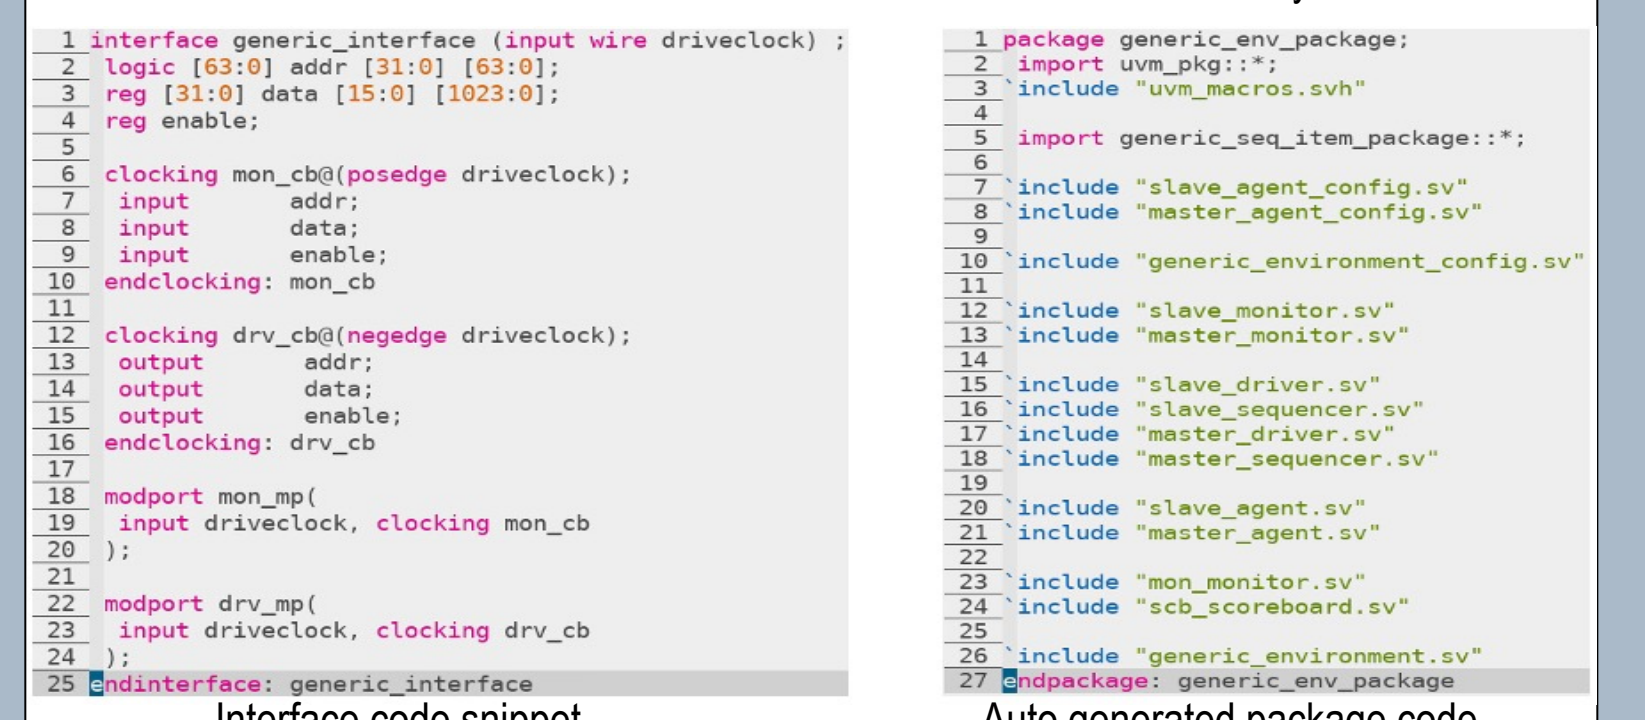 1 interface generic_interface (input wire driveclock) ;
2 logic [63:0] addr [31:0] [63:0];
3 reg [31:0] data [15:0] [1023:0];
4 reg enable;
5
6 clocking mon_cb@(posedge driveclock);
7 input addr;
8 input data;
9 input enable;
10 endclocking: mon_cb
11
12 clocking drv_cb@(negedge driveclock);
13 output addr;
14 output data;
15 output enable;
16 endclocking: drv_cb
17
18 modport mon_mp(
19 input driveclock, clocking mon_cb
20 );
21
22 modport drv_mp(
23 input driveclock, clocking drv_cb
24 );
25 endinterface: generic_interface
Interface code snippet
1 package generic_env_package;
2 import uvm_pkg::*;
3 `include "uvm_macros.svh"
4
5 import generic_seq_item_package::*;
6
7 `include "slave_agent_config.sv"
8 `include "master_agent_config.sv"
9
10 `include "generic_environment_config.sv"
11
12 `include "slave_monitor.sv"
13 `include "master_monitor.sv"
14
15 `include "slave_driver.sv"
16 `include "slave_sequencer.sv"
17 `include "master_driver.sv"
18 `include "master_sequencer.sv"
19
20 `include "slave_agent.sv"
21 `include "master_agent.sv"
22
23 `include "mon_monitor.sv"
24 `include "scb_scoreboard.sv"
25
26 `include "generic_environment.sv"
27 endpackage: generic_env_package
Auto generated package code